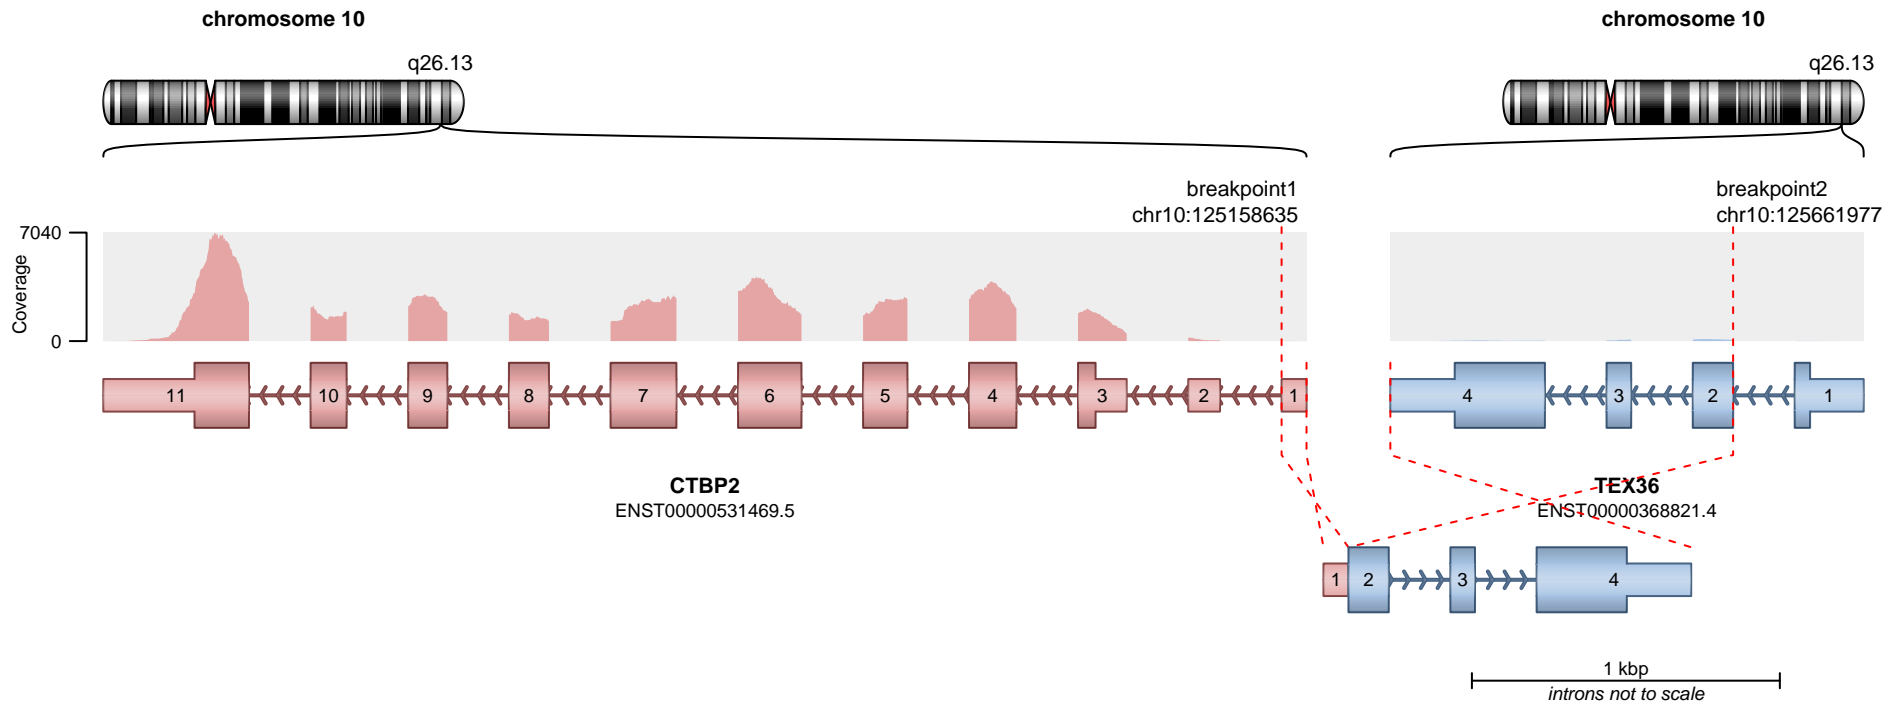 chromosome 10
chromosome 10
q26.13
q26.13
breakpoint1
chr10:125158635
breakpoint2
chr10:125661977
7040
Coverage
0
11 10 9 8 7 6 5 4 3 2 1
4 3 2 1
CTBP2
ENST00000531469.5
TEX36
ENST00000368821.4
1 2 3 4
1 kbp
introns not to scale